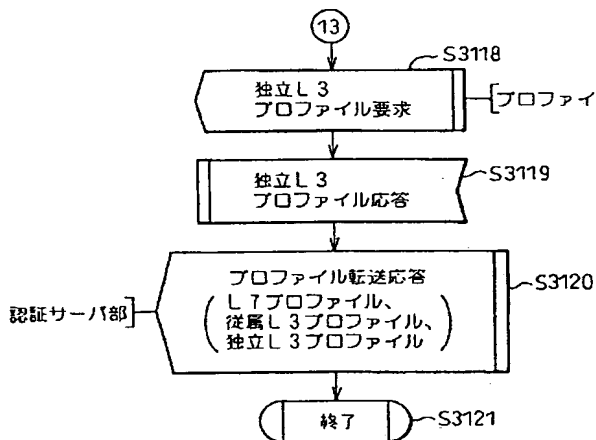 13
S3118
独立L3
プロファイル要求
プロファイ
独立L3
プロファイル応答
S3119
プロファイル転送応答
L7プロファイル、
従属L3プロファイル、
独立L3プロファイル
S3120
認証サーバ部
終了
S3121